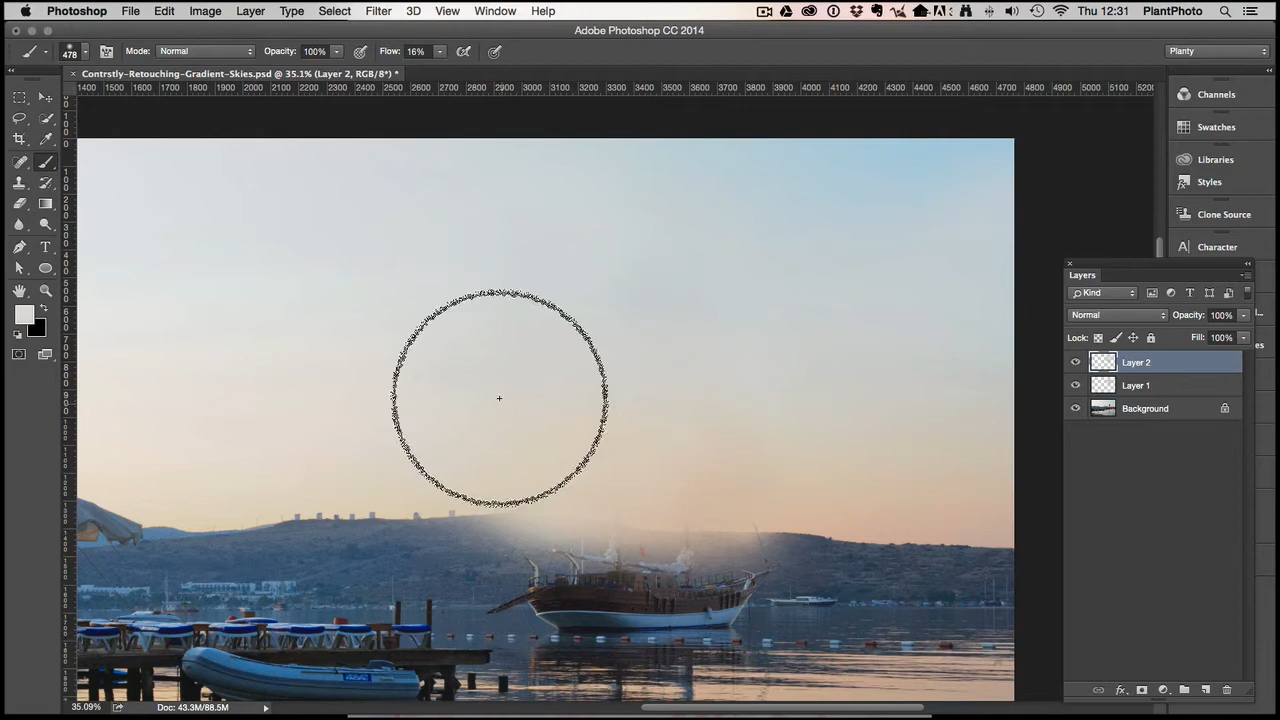 Photoshop File Edit Image Layer Type Select Filter 3D View Window Help Thu 12:31 PlantPhoto
Adobe Photoshop CC 2014
478 Mode: Normal Opacity: 100% Flow: 16% Planty
× Contrstly-Retouching-Gradient-Skies.psd @ 35.1% (Layer 2, RGB/8*) *
1400 1500 1600 1700 1800 1900 2000 2100 2200 2300 2400 2500 2600 2700 2800 2900 3000 3100 3200 3300 3400 3500 3600 3700 3800 3900 4000 4100 4200 4300 4400 4500 4600 4700 4800 4900 5000 5100 5200
Channels
Swatches
Libraries
Styles
Clone Source
Character
Layers
Kind
Normal Opacity: 100%
Lock: Fill: 100%
Layer 2
Layer 1
Background
35.09% Doc: 43.3M/88.5M